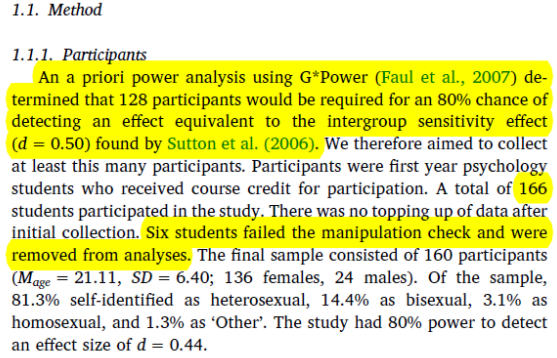 1.1. Method
1.1.1. Participants
An a priori power analysis using G*Power (Faul et al., 2007) de-
termined that 128 participants would be required for an 80% chance of
detecting an effect equivalent to the intergroup sensitivity effect
(d = 0.50) found by Sutton et al. (2006). We therefore aimed to collect
at least this many participants. Participants were first year psychology
students who received course credit for participation. A total of 166
students participated in the study. There was no topping up of data after
initial collection. Six students failed the manipulation check and were
removed from analyses. The final sample consisted of 160 participants
(Mage = 21.11, SD = 6.40; 136 females, 24 males). Of the sample,
81.3% self-identified as heterosexual, 14.4% as bisexual, 3.1% as
homosexual, and 1.3% as ‘Other’. The study had 80% power to detect
an effect size of d = 0.44.